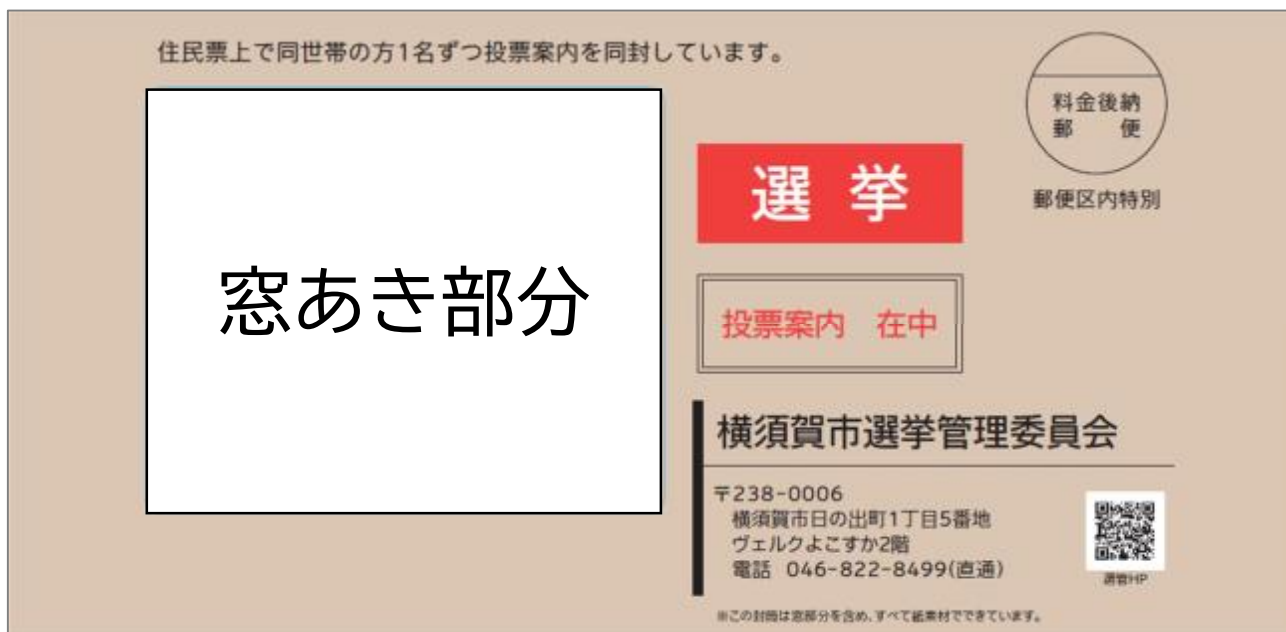 住民票上で同世帯の方1名ずつ投票案内を同封しています。
料金後納
郵　便
郵便区内特別
選 挙
窓あき部分
投票案内　在中
横須賀市選挙管理委員会
〒238-0006
横須賀市日の出町1丁目5番地
ヴェルクよこすか2階
電話 046-822-8499(直通)
選管HP
※この封筒は窓部分を含め、すべて紙素材でできています。